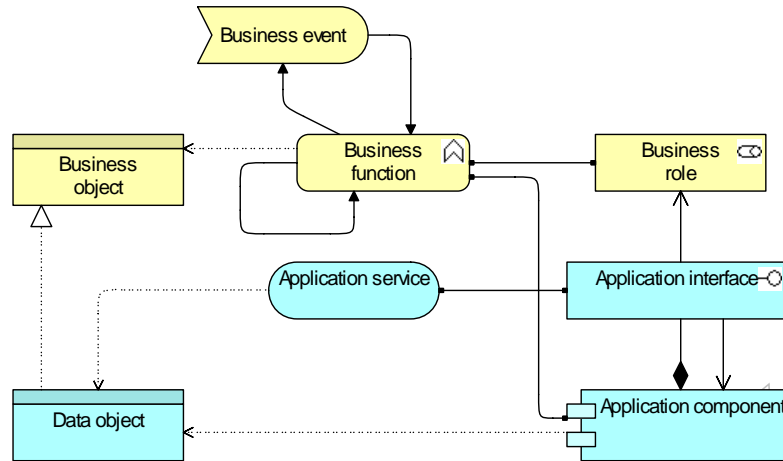 Business event
Business
object
Business
function
Business
role
Application service
Application interface
Data object
Application component